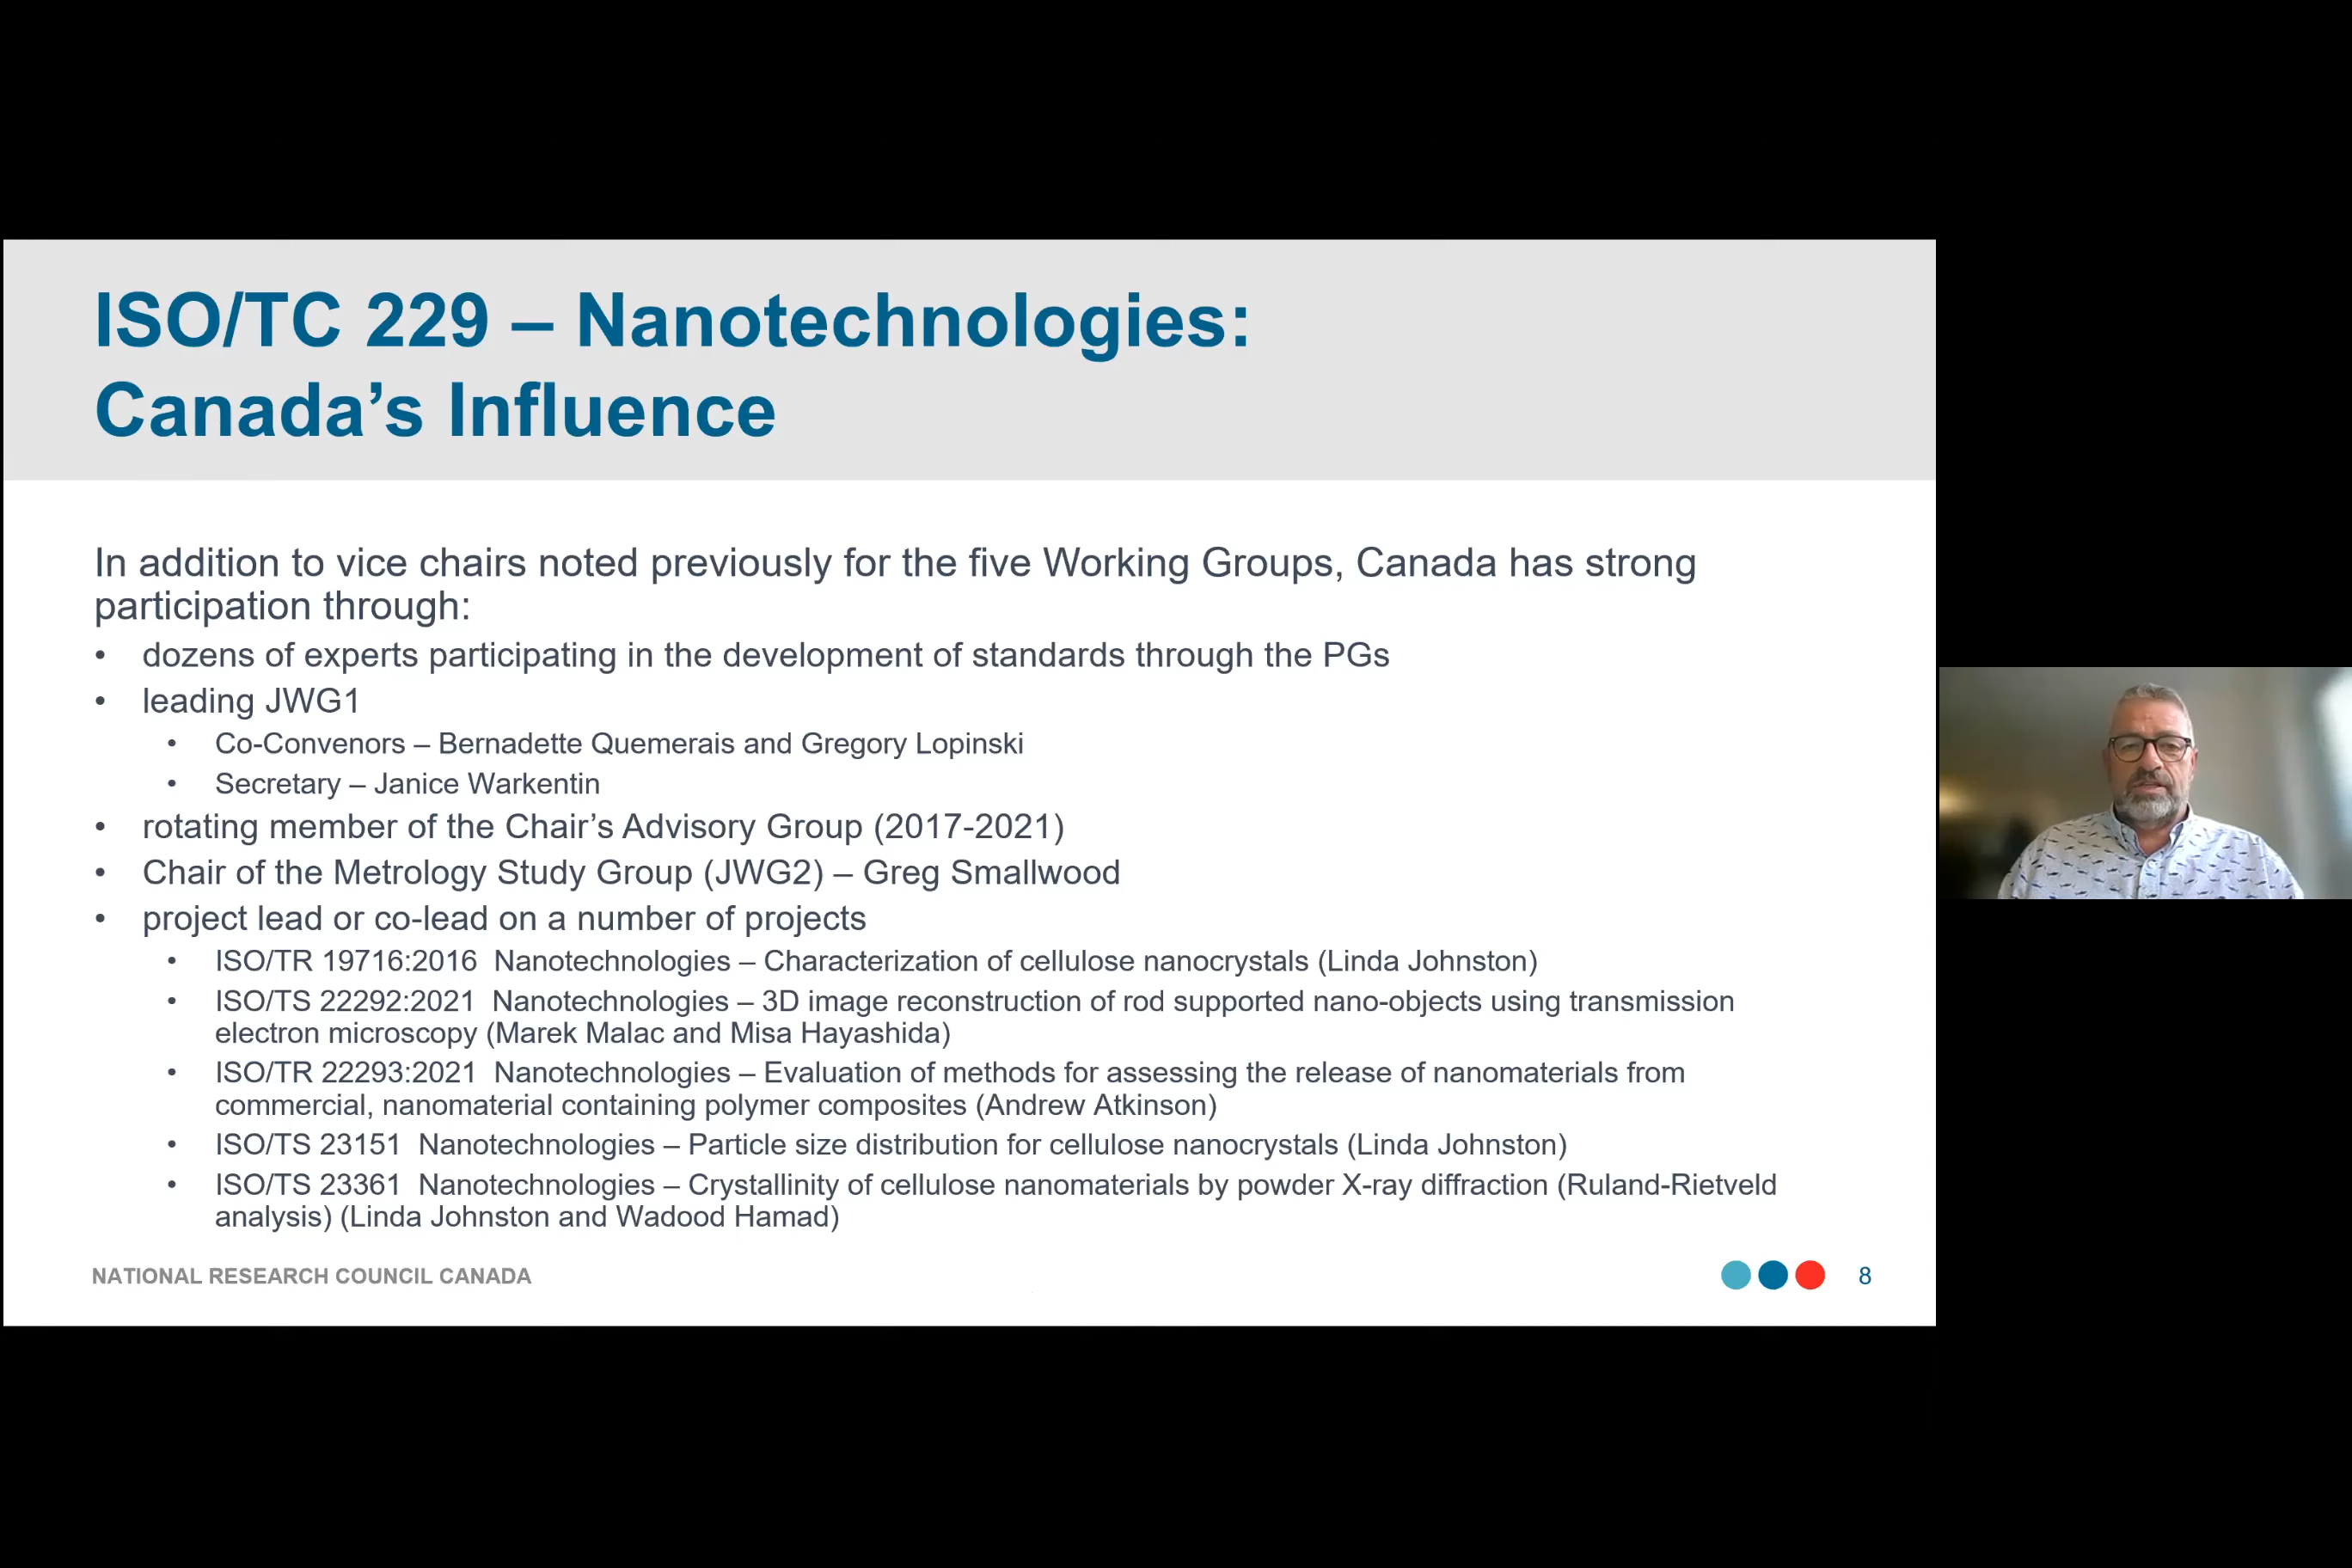 ISO/TC 229 – Nanotechnologies:
Canada’s Influence
In addition to vice chairs noted previously for the five Working Groups, Canada has strong
participation through:
• dozens of experts participating in the development of standards through the PGs
• leading JWG1
• Co-Convenors – Bernadette Quemerais and Gregory Lopinski
• Secretary – Janice Warkentin
• rotating member of the Chair’s Advisory Group (2017-2021)
• Chair of the Metrology Study Group (JWG2) – Greg Smallwood
• project lead or co-lead on a number of projects
• ISO/TR 19716:2016 Nanotechnologies – Characterization of cellulose nanocrystals (Linda Johnston)
• ISO/TS 22292:2021 Nanotechnologies – 3D image reconstruction of rod supported nano-objects using transmission
electron microscopy (Marek Malac and Misa Hayashida)
• ISO/TR 22293:2021 Nanotechnologies – Evaluation of methods for assessing the release of nanomaterials from
commercial, nanomaterial containing polymer composites (Andrew Atkinson)
• ISO/TS 23151 Nanotechnologies – Particle size distribution for cellulose nanocrystals (Linda Johnston)
• ISO/TS 23361 Nanotechnologies – Crystallinity of cellulose nanomaterials by powder X-ray diffraction (Ruland-Rietveld
analysis) (Linda Johnston and Wadood Hamad)
NATIONAL RESEARCH COUNCIL CANADA
8